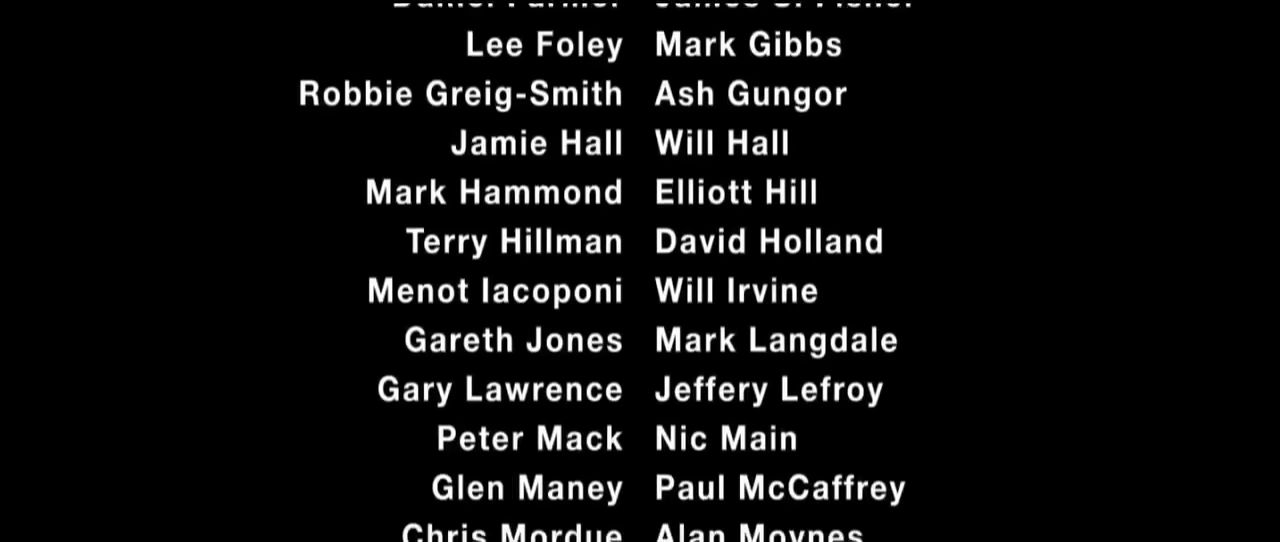 Lee Foley Mark Gibbs
Robbie Greig-Smith Ash Gungor
Jamie Hall Will Hall
Mark Hammond Elliott Hill
Terry Hillman David Holland
Menot Iacoponi Will Irvine
Gareth Jones Mark Langdale
Gary Lawrence Jeffery Lefroy
Peter Mack Nic Main
Glen Maney Paul McCaffrey
Chris Mordue Alan Moynes